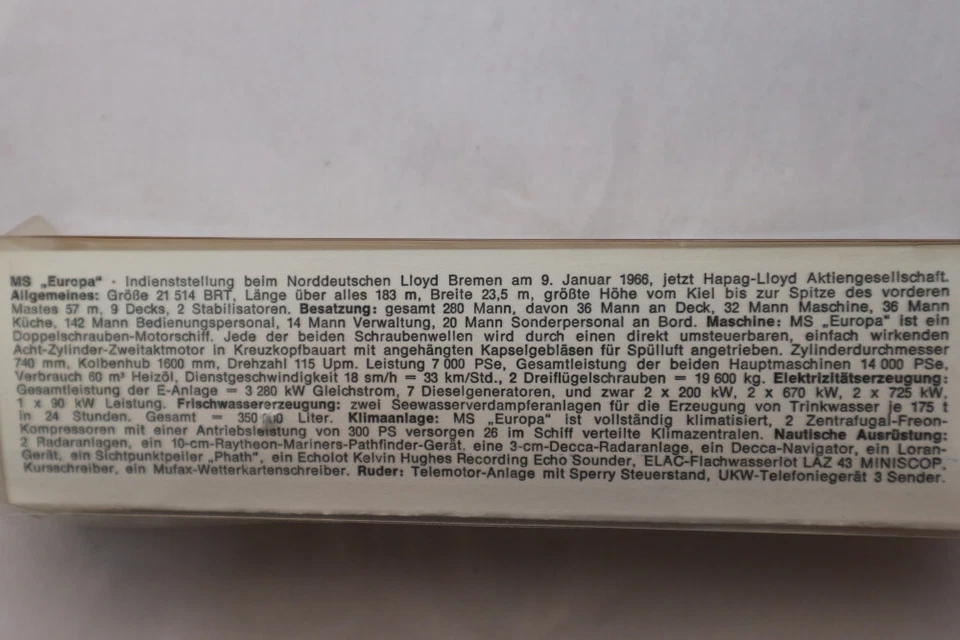 MS „Europa“ · Indienststellung beim Norddeutschen Lloyd Bremen am 9. Januar 1966, jetzt Hapag-Lloyd Aktiengesellschaft.
Allgemeines: Größe 21 514 BRT, Länge über alles 183 m, Breite 23,5 m, größte Höhe vom Kiel bis zur Spitze des vorderen
Mastes 57 m, 9 Decks, 2 Stabilisatoren. Besatzung: gesamt 280 Mann, davon 36 Mann an Deck, 32 Mann Maschine, 36 Mann
Küche, 142 Mann Bedienungspersonal, 14 Mann Verwaltung, 20 Mann Sonderpersonal an Bord. Maschine: MS „Europa“ ist ein
Doppelschrauben-Motorschiff. Jede der beiden Schraubenwellen wird durch einen direkt umsteuerbaren, einfach wirkenden
Acht-Zylinder-Zweitaktmotor in Kreuzkopfbauart mit angehängten Kapselgebläsen für Spülluft angetrieben. Zylinderdurchmesser
740 mm, Kolbenhub 1600 mm, Drehzahl 115 Upm. Leistung 7 000 PSe, Gesamtleistung der beiden Hauptmaschinen 14 000 PSe,
Verbrauch 60 m³ Heizöl, Dienstgeschwindigkeit 18 sm/h = 33 km/Std., 2 Dreiflügelschrauben = 19 600 kg. Elektrizitätserzeugung:
Gesamtleistung der E-Anlage = 3 280 kW Gleichstrom, 7 Dieselgeneratoren, und zwar 2 x 200 kW, 2 x 670 kW, 2 x 725 kW,
1 x 90 kW Leistung. Frischwassererzeugung: zwei Seewasserverdampferanlagen für die Erzeugung von Trinkwasser je 175 t
in 24 Stunden. Gesamt = 350 Liter. Klimaanlage: MS „Europa“ ist vollständig klimatisiert, 2 Zentrafugal-Freon-
Kompressoren mit einer Antriebsleistung von 300 PS versorgen 26 im Schiff verteilte Klimazentralen. Nautische Ausrüstung:
2 Radaranlagen, ein 10-cm-Raytheon-Mariners-Pathfinder-Gerät, eine 3-cm-Decca-Radaranlage, ein Decca-Navigator, ein Loran-
Gerät, ein Sichtpunktpeiler „Phath“, ein Echolot Kelvin Hughes Recording Echo Sounder, ELAC-Flachwasserlot LAZ 43 MINISCOP,
Kursschreiber, ein Mufax-Wetterkartenschreiber. Ruder: Telemotor-Anlage mit Sperry Steuerstand, UKW-Telefoniegerät 3 Sender.